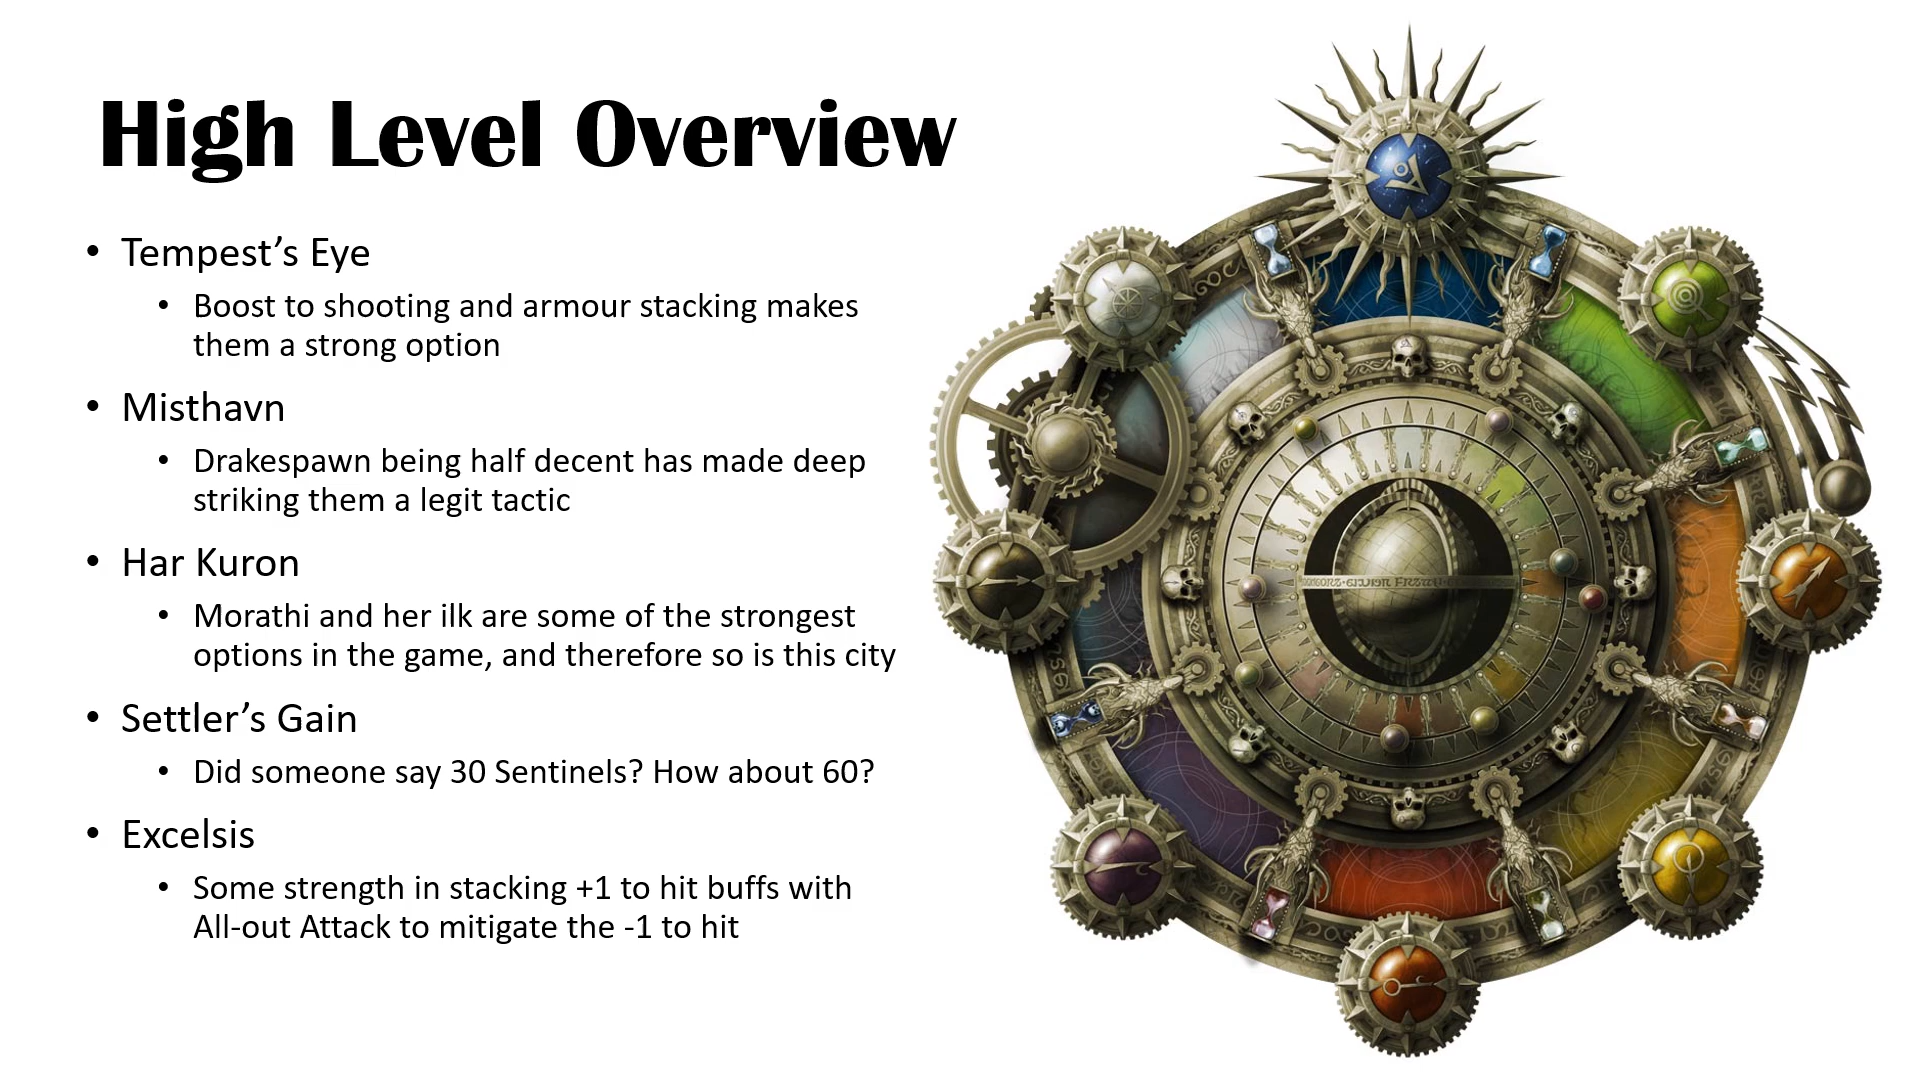 High Level Overview
• Tempest’s Eye
• Boost to shooting and armour stacking makes
them a strong option
• Misthavn
• Drakespawn being half decent has made deep
striking them a legit tactic
• Har Kuron
• Morathi and her ilk are some of the strongest
options in the game, and therefore so is this city
• Settler’s Gain
• Did someone say 30 Sentinels? How about 60?
• Excelsis
• Some strength in stacking +1 to hit buffs with
All-out Attack to mitigate the -1 to hit